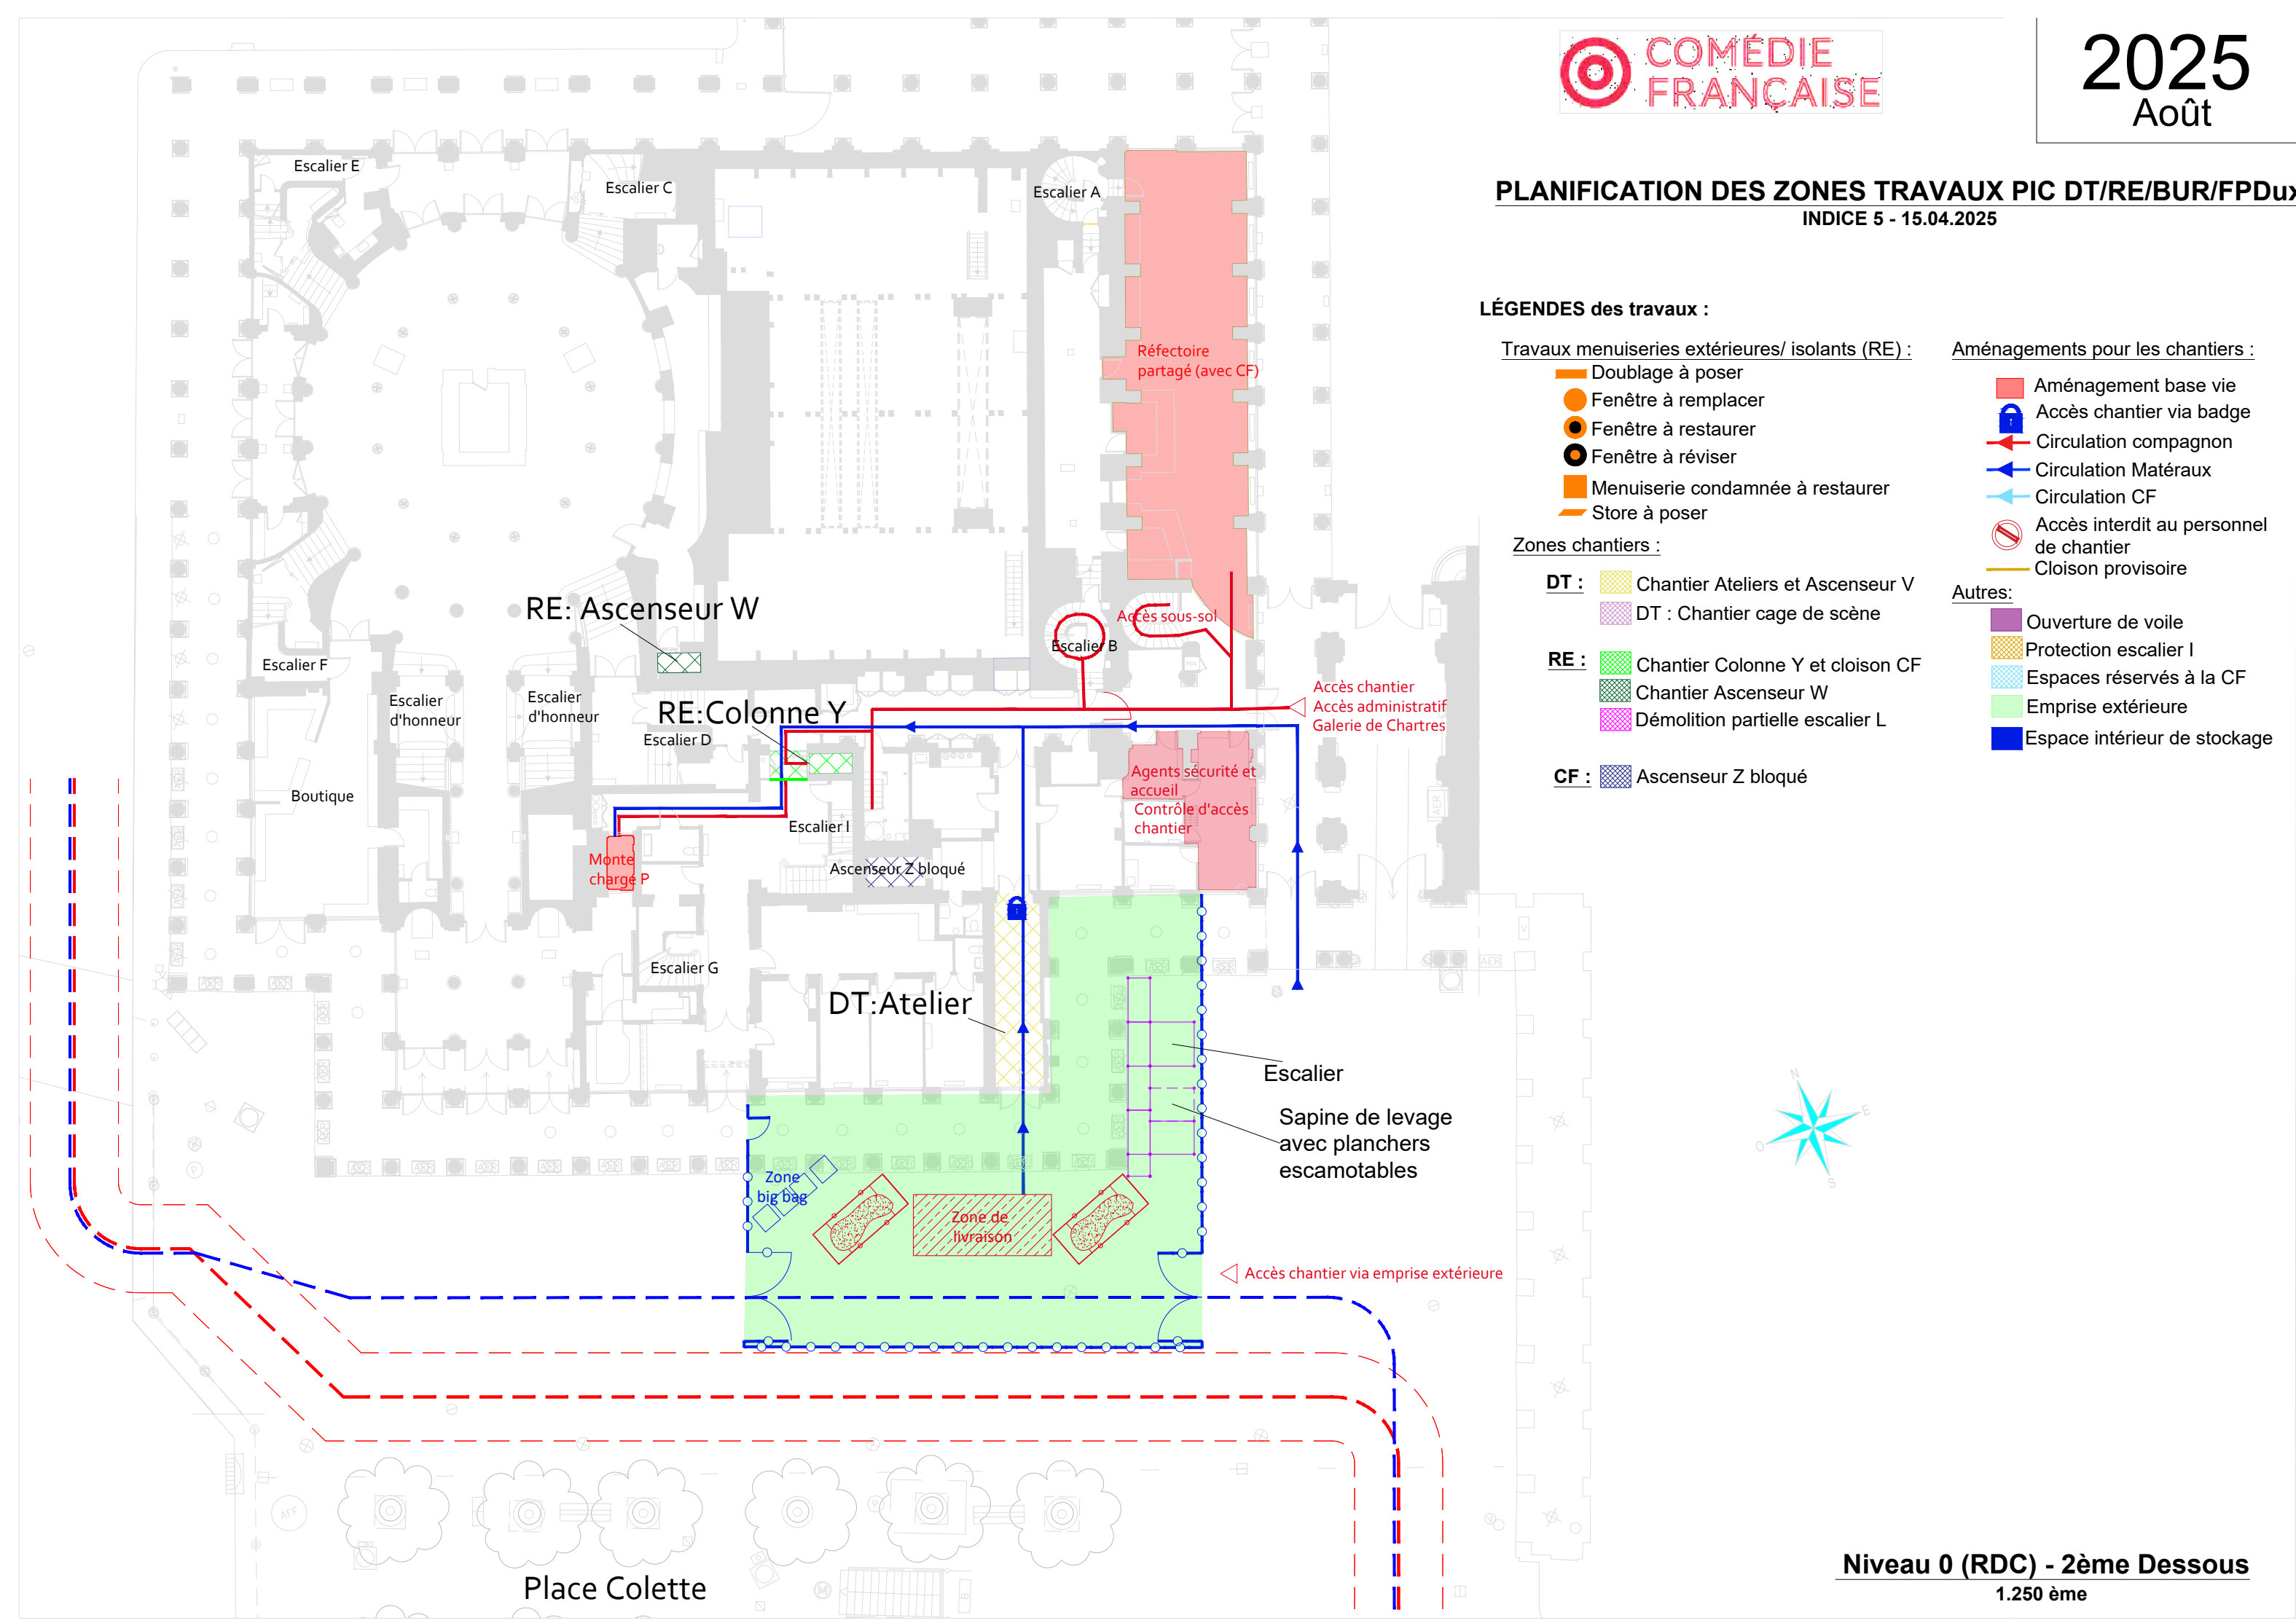 COMÉDIE
FRANÇAISE
2025
Août
PLANIFICATION DES ZONES TRAVAUX PIC DT/RE/BUR/FPDux
INDICE 5 - 15.04.2025
LÉGENDES des travaux :
Travaux menuiseries extérieures/ isolants (RE) :
Doublage à poser
Fenêtre à remplacer
Fenêtre à restaurer
Fenêtre à réviser
Menuiserie condamnée à restaurer
Store à poser
Zones chantiers :
DT :
Chantier Ateliers et Ascenseur V
DT : Chantier cage de scène
RE :
Chantier Colonne Y et cloison CF
Chantier Ascenseur W
Démolition partielle escalier L
CF :
Ascenseur Z bloqué
Aménagements pour les chantiers :
Aménagement base vie
Accès chantier via badge
Circulation compagnon
Circulation Matéraux
Circulation CF
Accès interdit au personnel
de chantier
Cloison provisoire
Autres:
Ouverture de voile
Protection escalier I
Espaces réservés à la CF
Emprise extérieure
Espace intérieur de stockage
Escalier E
Escalier C
Escalier A
Réfectoire
partagé (avec CF)
RE: Ascenseur W
Accès sous-sol
Escalier B
Escalier F
Escalier
d'honneur
Escalier
d'honneur
RE:Colonne Y
Escalier D
Accès chantier
Accès administratif
Galerie de Chartres
Boutique
Agents sécurité et
accueil
Contrôle d'accès
chantier
Escalier I
Monte
charge P
Ascenseur Z bloqué
Escalier G
DT:Atelier
Escalier
Sapine de levage
avec planchers
escamotables
Zone
big bag
Zone de
livraison
Accès chantier via emprise extérieure
N
E
O
S
AER
AER
V
P
AFF
P
M
Place Colette
Niveau 0 (RDC) - 2ème Dessous
1.250 ème